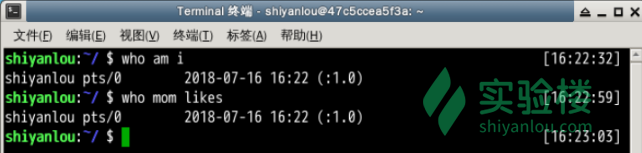 Terminal 终端 - shiyanlou@47c5ccea5f3a: ~
文件(F) 编辑(E) 视图(V) 终端(T) 标签(A) 帮助(H)
shiyanlou:~/ $ who am i [16:22:32]
shiyanlou pts/0 2018-07-16 16:22 (:1.0)
shiyanlou:~/ $ who mom likes [16:22:59]
shiyanlou pts/0 2018-07-16 16:22 (:1.0)
shiyanlou:~/ $ [16:23:03]
实验楼
shiyanlou.com